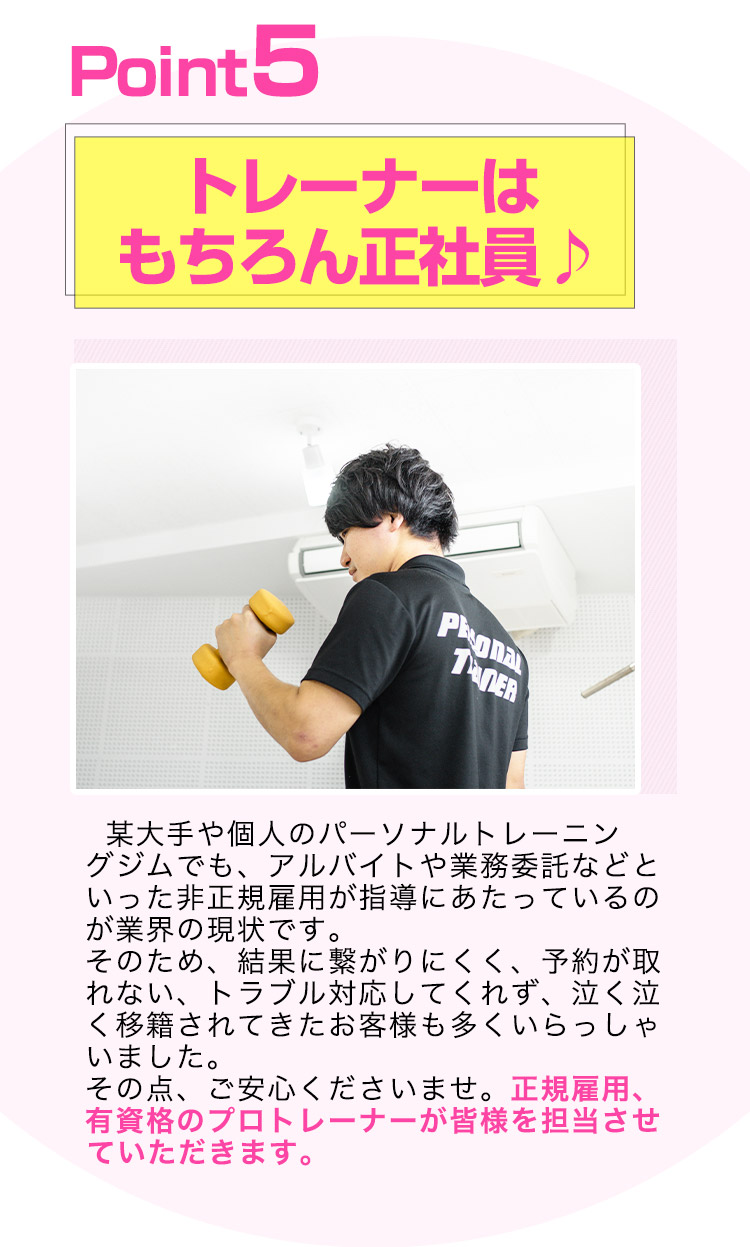 Point5
トレーナーは
もちろん正社員♪
PERSONAL
TRAINER
某大手や個人のパーソナルトレーニン
グジムでも、アルバイトや業務委託などと
いった非正規雇用が指導にあたっているの
が業界の現状です。
そのため、結果に繋がりにくく、予約が取
れない、トラブル対応してくれず、泣く泣
く移籍されてきたお客様も多くいらっしゃ
いました。
その点、ご安心くださいませ。正規雇用、
有資格のプロトレーナーが皆様を担当させ
ていただきます。